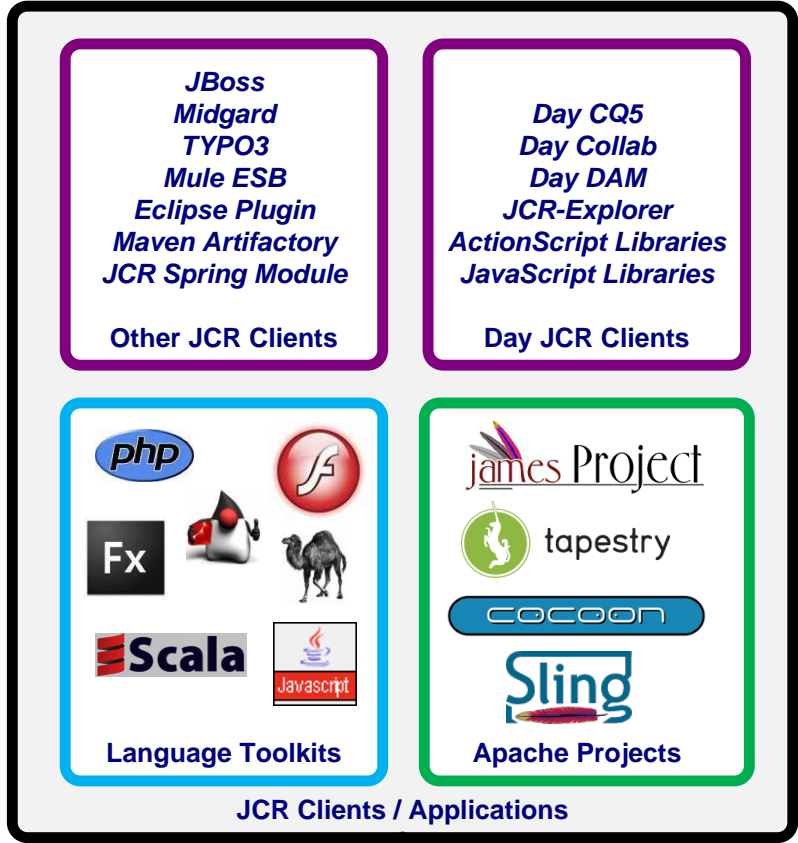 JBoss
Midgard
TYPO3
Mule ESB
Eclipse Plugin
Maven Artifactory
JCR Spring Module
Other JCR Clients
Day CQ5
Day Collab
Day DAM
JCR-Explorer
ActionScript Libraries
JavaScript Libraries
Day JCR Clients
php
f
Fx
Scala
Javascript
Language Toolkits
james Project
tapestry
cocoon
Sling
Apache Projects
JCR Clients / Applications